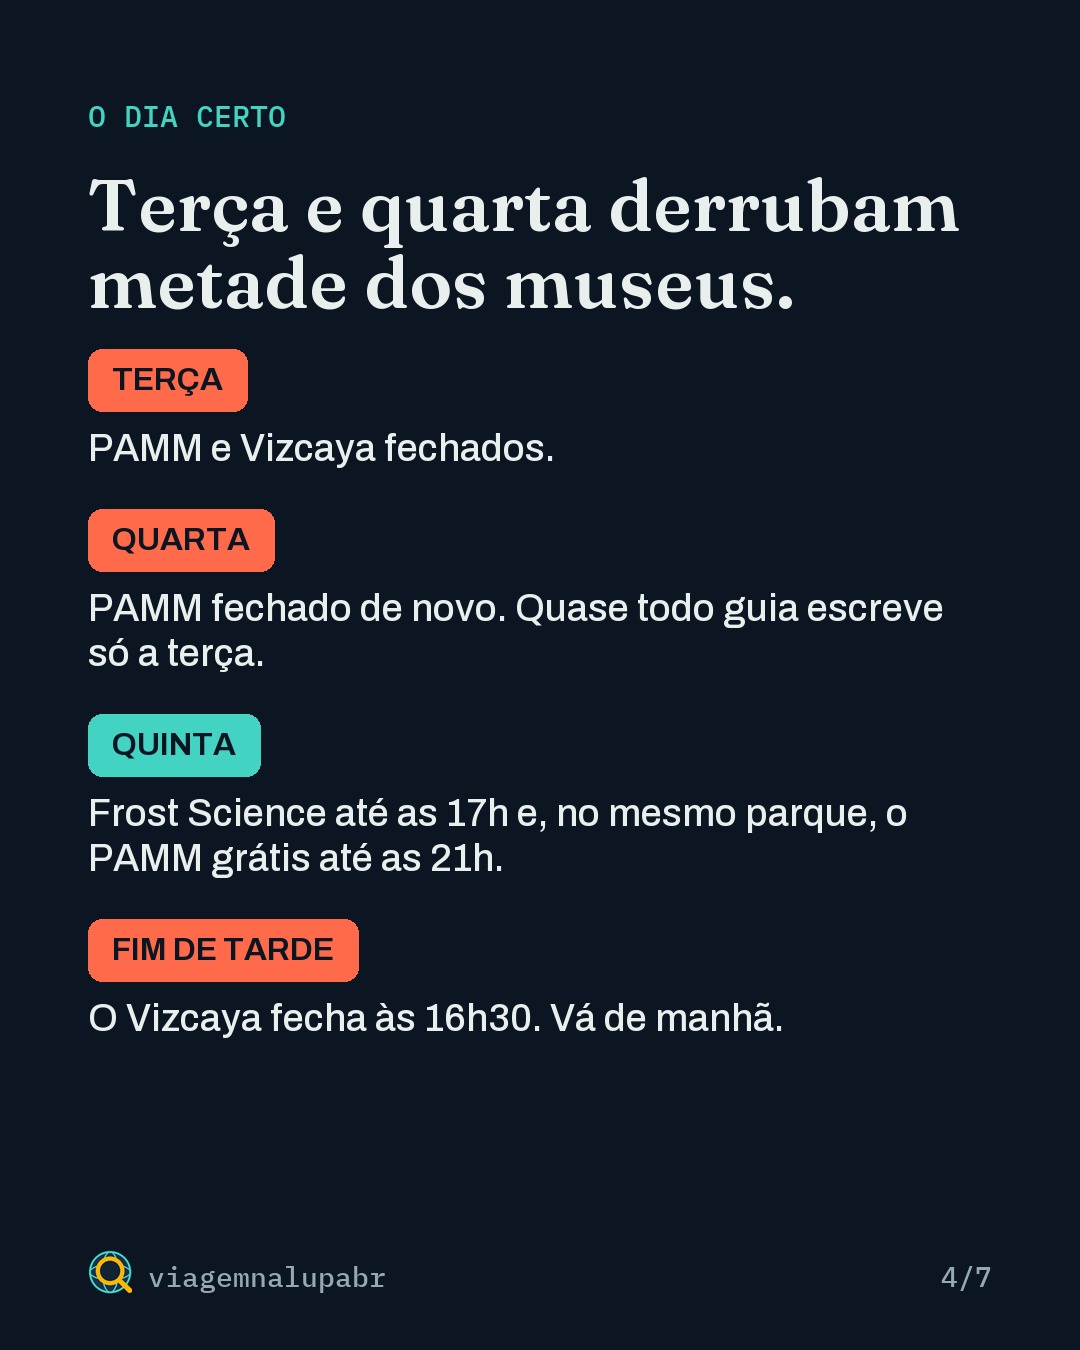 O DIA CERTO
Terça e quarta derrubam
metade dos museus.
TERÇA
PAMM e Vizcaya fechados.
QUARTA
PAMM fechado de novo. Quase todo guia escreve
só a terça.
QUINTA
Frost Science até as 17h e, no mesmo parque, o
PAMM grátis até as 21h.
FIM DE TARDE
O Vizcaya fecha às 16h30. Vá de manhã.
viagemnalupabr
4/7